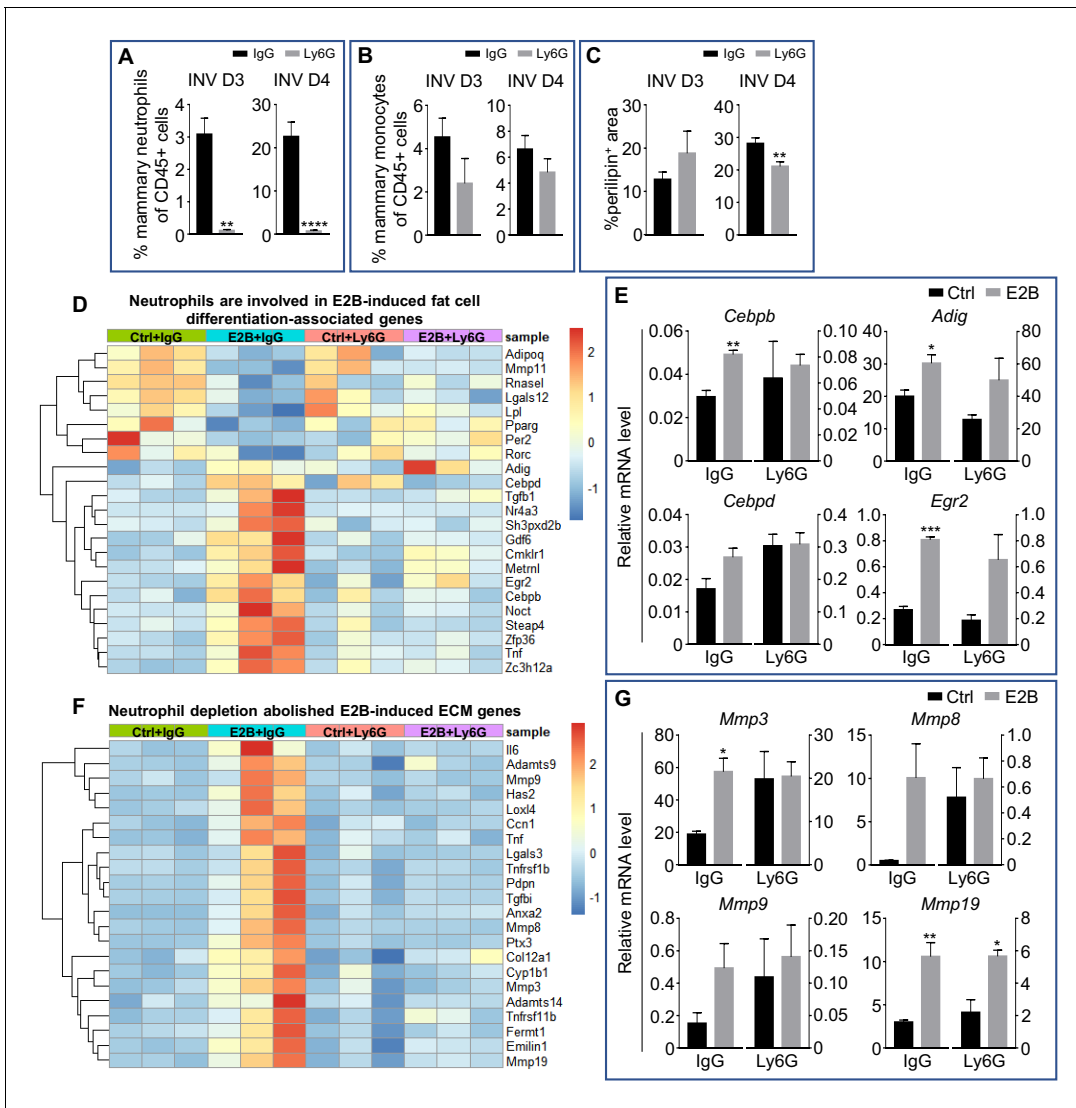 A
IgG Ly6G
INV D3 INV D4
% mammary neutrophils
of CD45+ cells
4
3
2
1
0
**
30
20
10
0
****
B
IgG Ly6G
INV D3 INV D4
% mammary monocytes
of CD45+ cells
6
4
2
0
10
8
6
4
2
0
C
IgG Ly6G
INV D3 INV D4
%perilipin+ area
30
20
10
0
40
30
20
10
0
**
D
Neutrophils are involved in E2B-induced fat cell
differentiation-associated genes
Ctrl+IgG E2B+IgG Ctrl+Ly6G E2B+Ly6G sample
Adipoq
Mmp11
Rnasel
Lgals12
Lpl
Pparg
Per2
Rorc
Adig
Cebpd
Tgfb1
Nr4a3
Sh3pxd2b
Gdf6
Cmklr1
Metrnl
Egr2
Cebpb
Noct
Steap4
Zfp36
Tnf
Zc3h12a
2
1
0
-1
E
Ctrl E2B
Relative mRNA level
Cebpb
0.06
0.04
0.02
0
**
0.10
0.08
0.06
0.04
0.02
0
IgG Ly6G
Adig
40
30
20
10
0
*
80
60
40
20
0
IgG Ly6G
Cebpd
0.04
0.03
0.02
0.01
0
0.4
0.3
0.2
0.1
0
IgG Ly6G
Egr2
1.0
0.8
0.6
0.4
0.2
0
***
1.0
0.8
0.6
0.4
0.2
0
IgG Ly6G
F
Neutrophil depletion abolished E2B-induced ECM genes
Ctrl+IgG E2B+IgG Ctrl+Ly6G E2B+Ly6G sample
Il6
Adamts9
Mmp9
Has2
Loxl4
Ccn1
Tnf
Lgals3
Tnfrsf1b
Pdpn
Tgfbi
Anxa2
Mmp8
Ptx3
Col12a1
Cyp1b1
Mmp3
Adamts14
Tnfrsf11b
Fermt1
Emilin1
Mmp19
2
1
0
-1
G
Ctrl E2B
Relative mRNA level
Mmp3
80
60
40
20
0
*
30
20
10
0
IgG Ly6G
Mmp8
15
10
5
0
1.0
0.8
0.6
0.4
0.2
0
IgG Ly6G
Mmp9
0.8
0.6
0.4
0.2
0
0.20
0.15
0.10
0.05
0.00
IgG Ly6G
Mmp19
15
10
5
0
**
*
8
6
4
2
0
IgG Ly6G